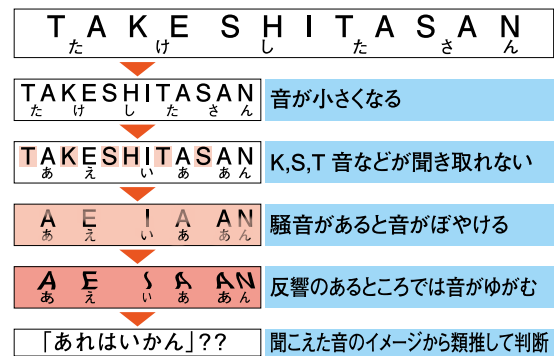 TAKESHITASAN
たけしたさん
TAKESHITASAN
たけしたさん
音が小さくなる
TAKESHITASAN
あえいああん
K,S,T 音などが聞き取れない
A E I A AN
あえいああん
騒音があると音がぼやける
A E I A AN
あえいああん
反響のあるところでは音がゆがむ
「あれはいかん」??
聞こえた音のイメージから類推して判断